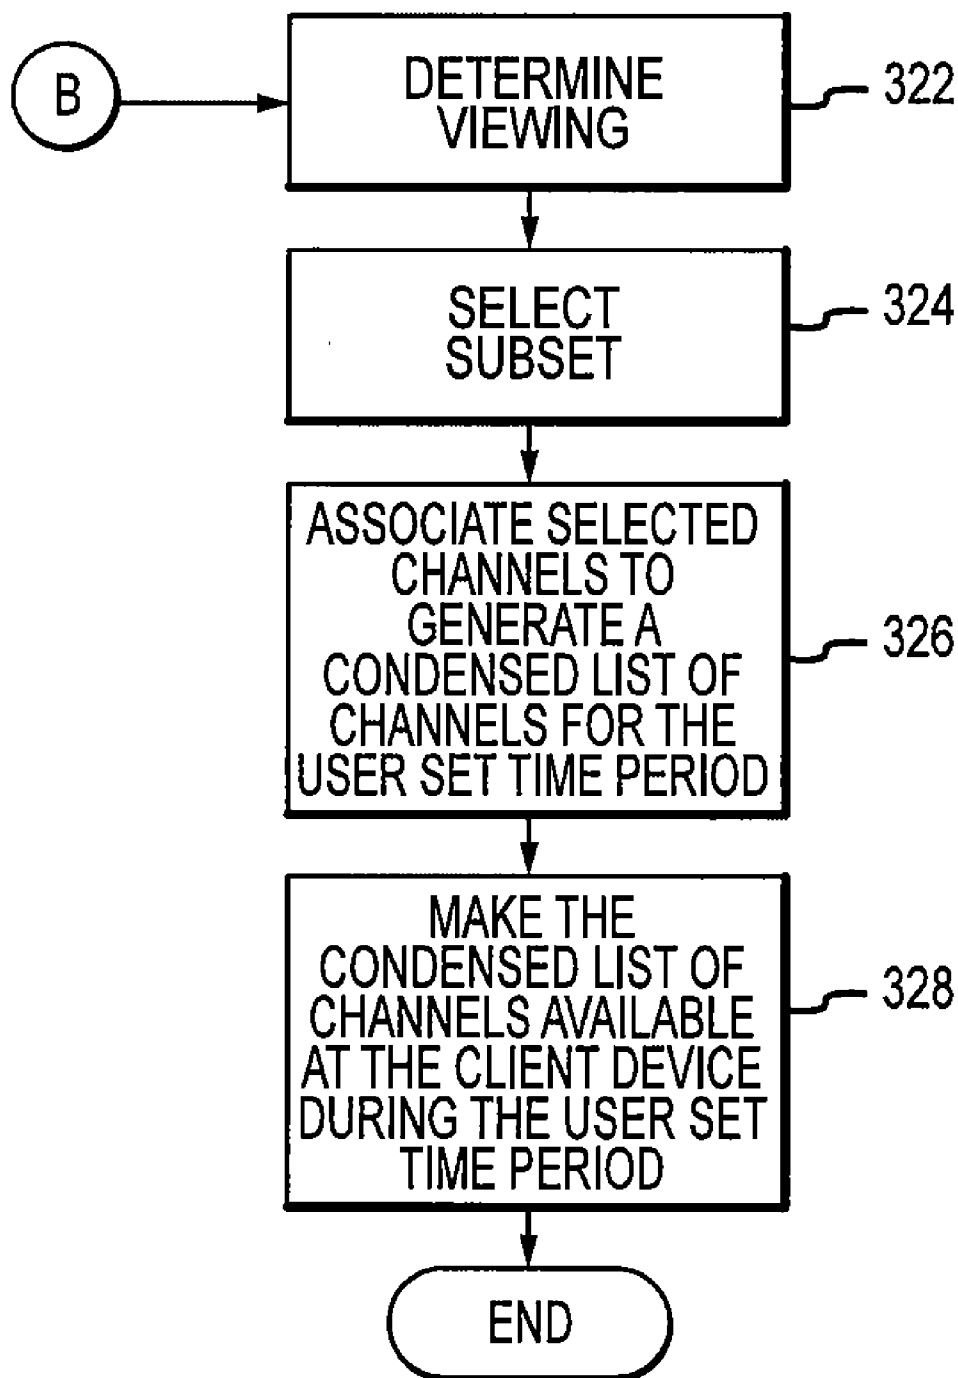 B
DETERMINE
VIEWING
322
SELECT
SUBSET
324
ASSOCIATE SELECTED
CHANNELS TO
GENERATE A
CONDENSED LIST OF
CHANNELS FOR THE
USER SET TIME PERIOD
326
MAKE THE
CONDENSED LIST OF
CHANNELS AVAILABLE
AT THE CLIENT DEVICE
DURING THE USER SET
TIME PERIOD
328
END